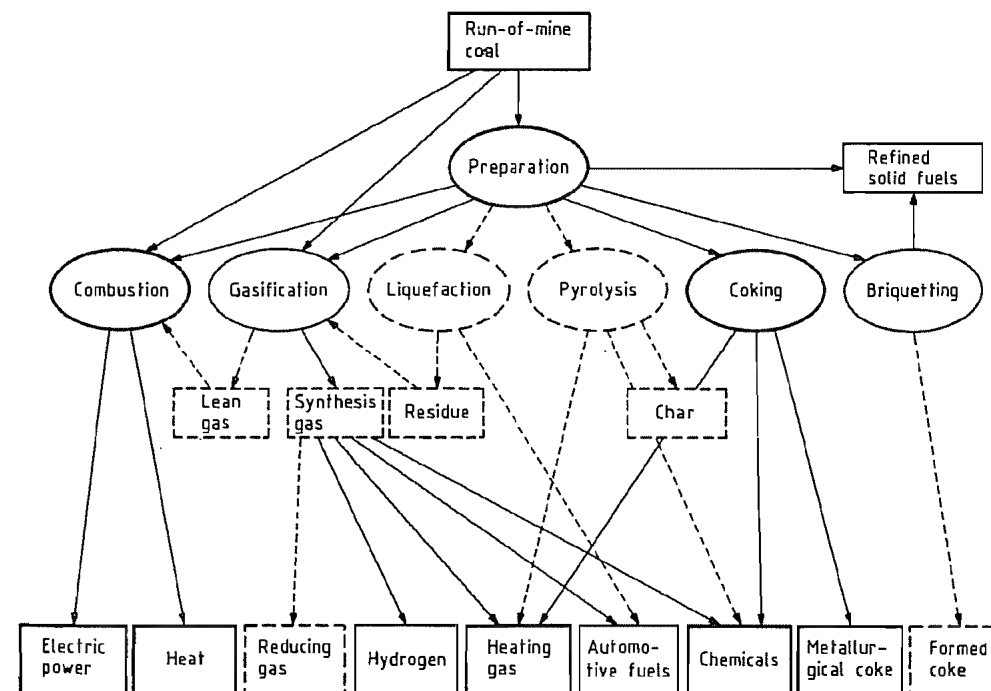 Run-of-mine
coal
Preparation
Refined
solid fuels
Combustion
Gasification
Liquefaction
Pyrolysis
Coking
Briquetting
Lean
gas
Synthesis
gas
Residue
Char
Electric
power
Heat
Reducing
gas
Hydrogen
Heating
gas
Automo-
tive fuels
Chemicals
Metallur-
gical coke
Formed
coke